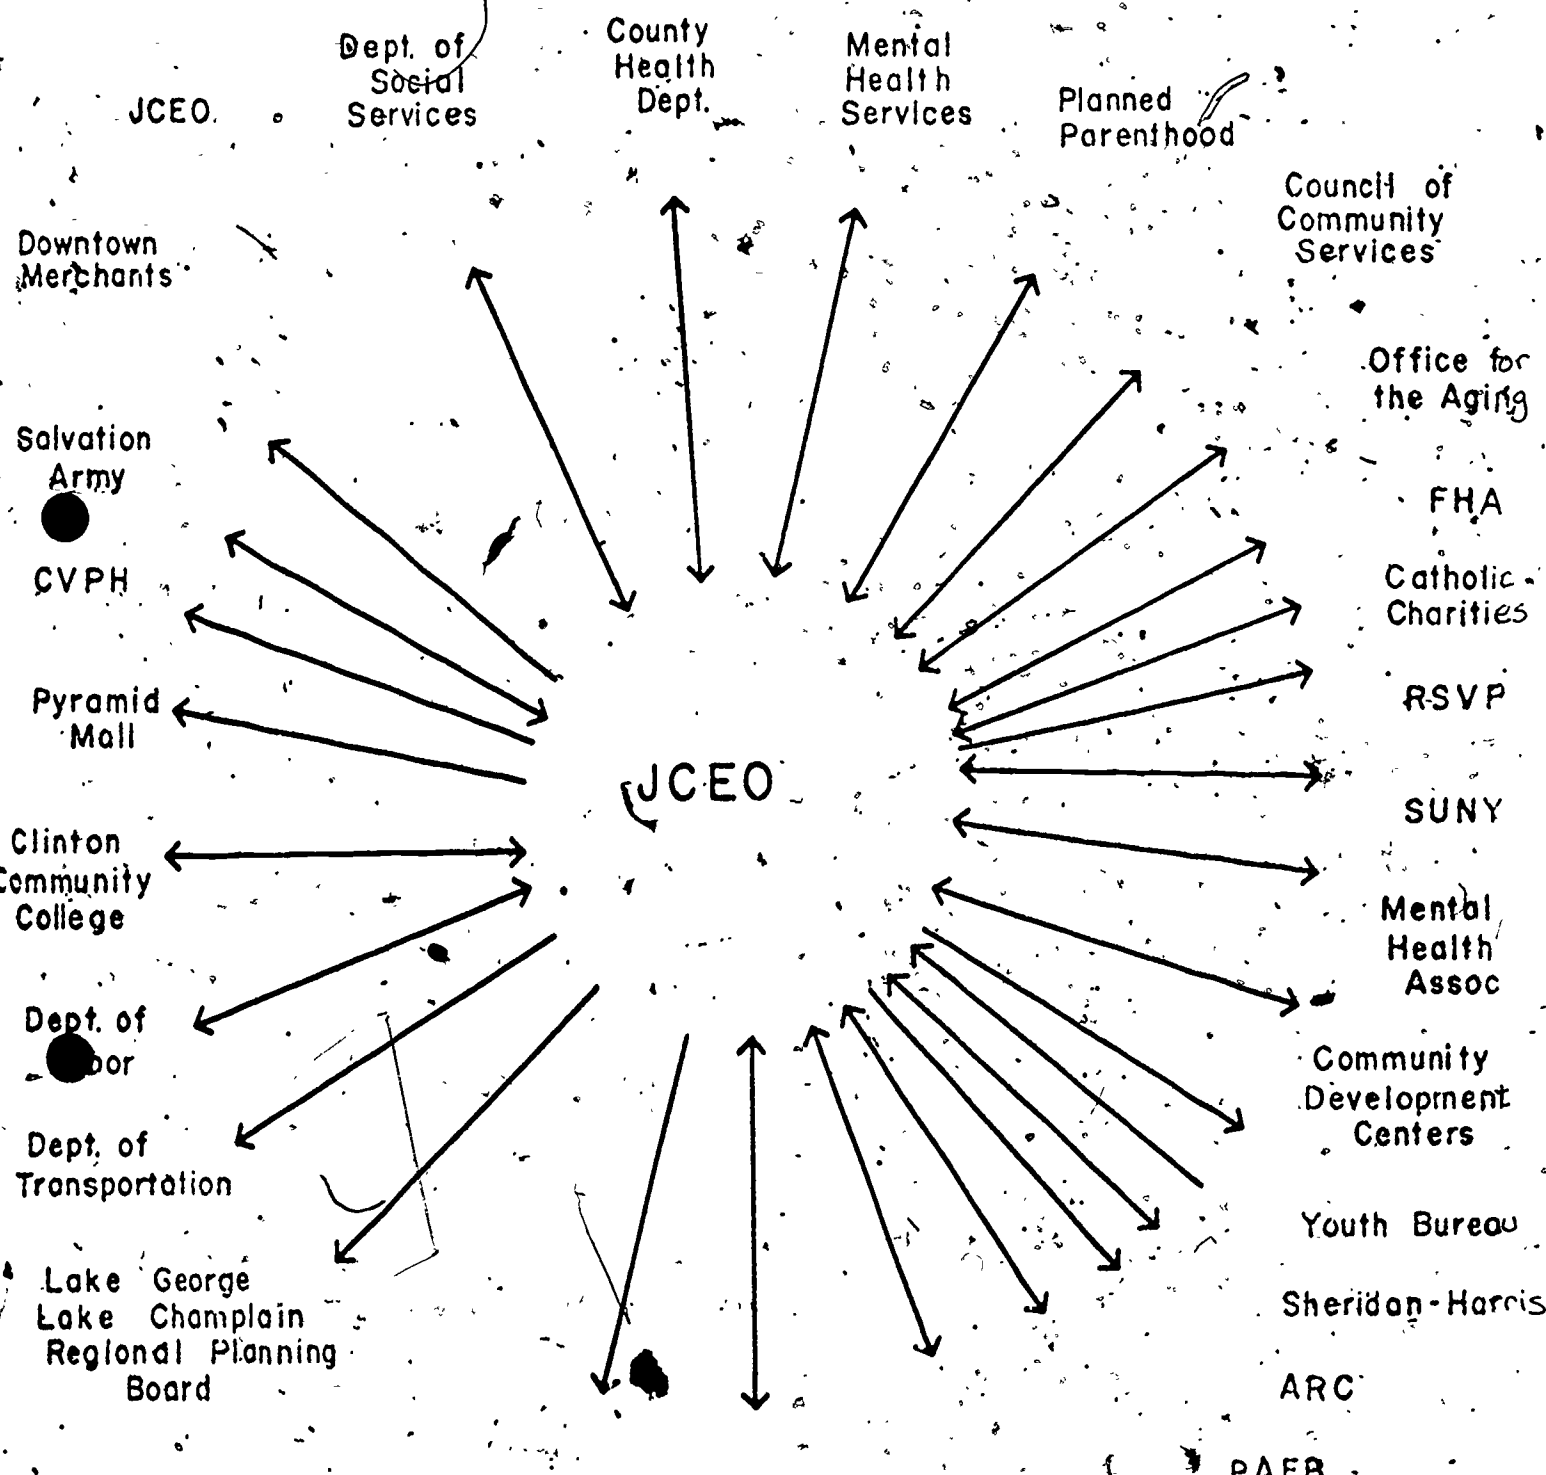 JCEO
Dept. of
Social
Services
County
Health
Dept.
Mental
Health
Services
Planned
Parenthood
Council of
Community
Services
Office for
the Aging
FHA
Catholic
Charities
RSVP
SUNY
Mental
Health
Assoc
Community
Development
Centers
Youth Bureau
Sheridan-Harris
ARC
PAFB
Downtown
Merchants
Salvation
Army
CVPH
Pyramid
Mall
Clinton
Community
College
Dept. of
Dept. of
Transportation
Lake George
Lake Champlain
Regional Planning
Board
JCEO